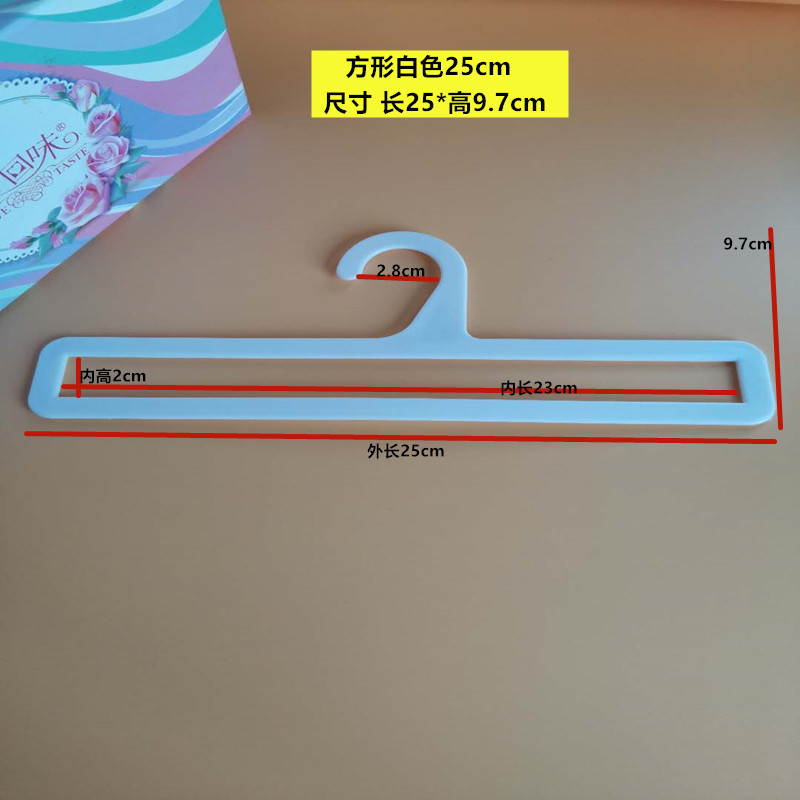 方形白色25cm
尺寸 长25*高9.7cm
回味®
TASTE
9.7cm
2.8cm
内高2cm
内长23cm
外长25cm